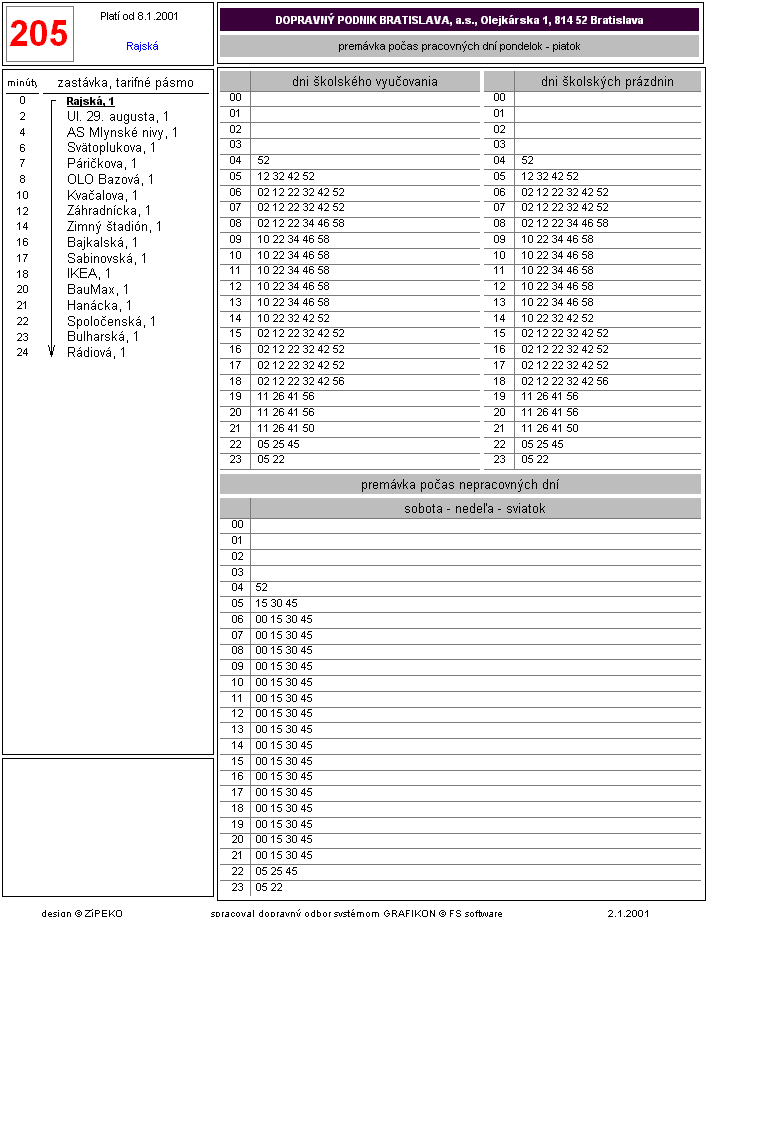 205
Platí od 8.1.2001
Rajská
DOPRAVNÝ PODNIK BRATISLAVA, a.s., Olejkárska 1, 814 52 Bratislava
premávka počas pracovných dní pondelok - piatok
minúty zastávka, tarifné pásmo
0 Rajská, 1
2 Ul. 29. augusta, 1
4 AS Mlynské nivy, 1
6 Svätoplukova, 1
7 Páričkova, 1
8 OLO Bazová, 1
10 Kvačalova, 1
12 Záhradnícka, 1
14 Zimný štadión, 1
16 Bajkalská, 1
17 Sabinovská, 1
18 IKEA, 1
20 BauMax, 1
21 Hanácka, 1
22 Spoločenská, 1
23 Bulharská, 1
24 Rádiová, 1
dni školského vyučovania
00
01
02
03
04 52
05 12 32 42 52
06 02 12 22 32 42 52
07 02 12 22 32 42 52
08 02 12 22 34 46 58
09 10 22 34 46 58
10 10 22 34 46 58
11 10 22 34 46 58
12 10 22 34 46 58
13 10 22 34 46 58
14 10 22 32 42 52
15 02 12 22 32 42 52
16 02 12 22 32 42 52
17 02 12 22 32 42 52
18 02 12 22 32 42 56
19 11 26 41 56
20 11 26 41 56
21 11 26 41 50
22 05 25 45
23 05 22
dni školských prázdnin
00
01
02
03
04 52
05 12 32 42 52
06 02 12 22 32 42 52
07 02 12 22 32 42 52
08 02 12 22 34 46 58
09 10 22 34 46 58
10 10 22 34 46 58
11 10 22 34 46 58
12 10 22 34 46 58
13 10 22 34 46 58
14 10 22 32 42 52
15 02 12 22 32 42 52
16 02 12 22 32 42 52
17 02 12 22 32 42 52
18 02 12 22 32 42 56
19 11 26 41 56
20 11 26 41 56
21 11 26 41 50
22 05 25 45
23 05 22
premávka počas nepracovných dní
sobota - nedeľa - sviatok
00
01
02
03
04 52
05 15 30 45
06 00 15 30 45
07 00 15 30 45
08 00 15 30 45
09 00 15 30 45
10 00 15 30 45
11 00 15 30 45
12 00 15 30 45
13 00 15 30 45
14 00 15 30 45
15 00 15 30 45
16 00 15 30 45
17 00 15 30 45
18 00 15 30 45
19 00 15 30 45
20 00 15 30 45
21 00 15 30 45
22 05 25 45
23 05 22
design © ZíPEKO spracoval dopravný odbor systémom GRAFIKON © FS software 2.1.2001